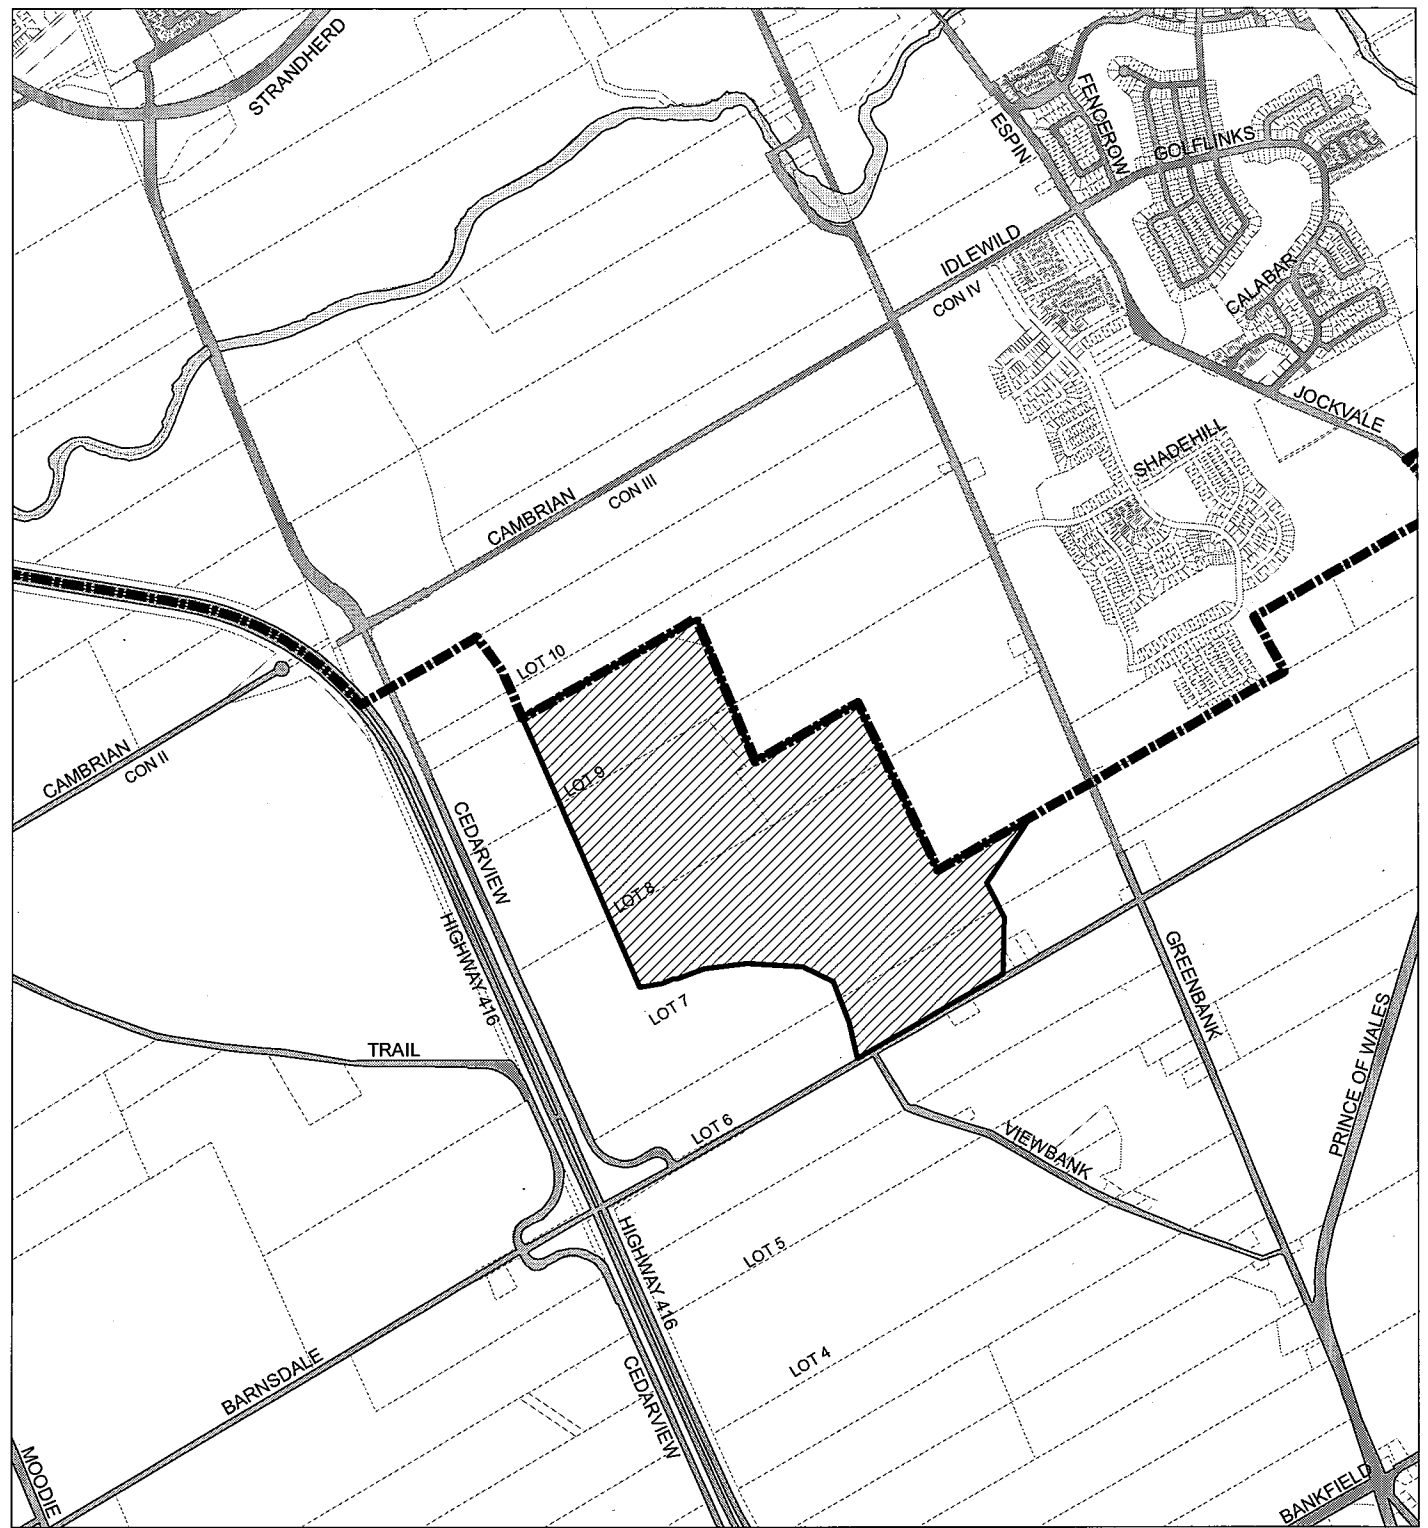 STRANDHERD
FENCEROW
ESPIN
GOLFLINKS
IDLEWILD
CON IV
CALABAR
JOCKVALE
SHADEHILL
CAMBRIAN
CON III
LOT 10
CAMBRIAN
CON II
LOT 9
CEDARVIEW
LOT 8
HIGHWAY 416
LOT 7
GREENBANK
PRINCE OF WALES
TRAIL
LOT 6
VIEWBANK
HIGHWAY 416
LOT 5
LOT 4
BARNSDALE
CEDARVIEW
MOODIE
BANKFIELD